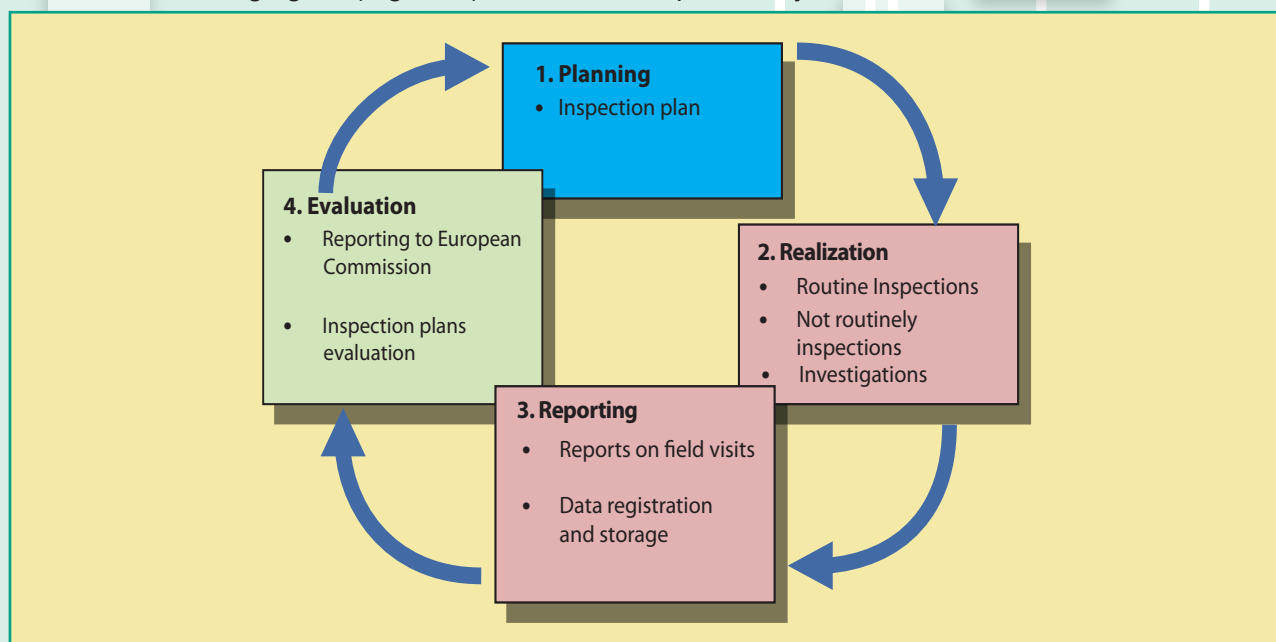 1. Planning
• Inspection plan
2. Realization
• Routine Inspections
• Not routinely
inspections
• Investigations
3. Reporting
• Reports on field visits
• Data registration
and storage
4. Evaluation
• Reporting to European
Commission
• Inspection plans
evaluation